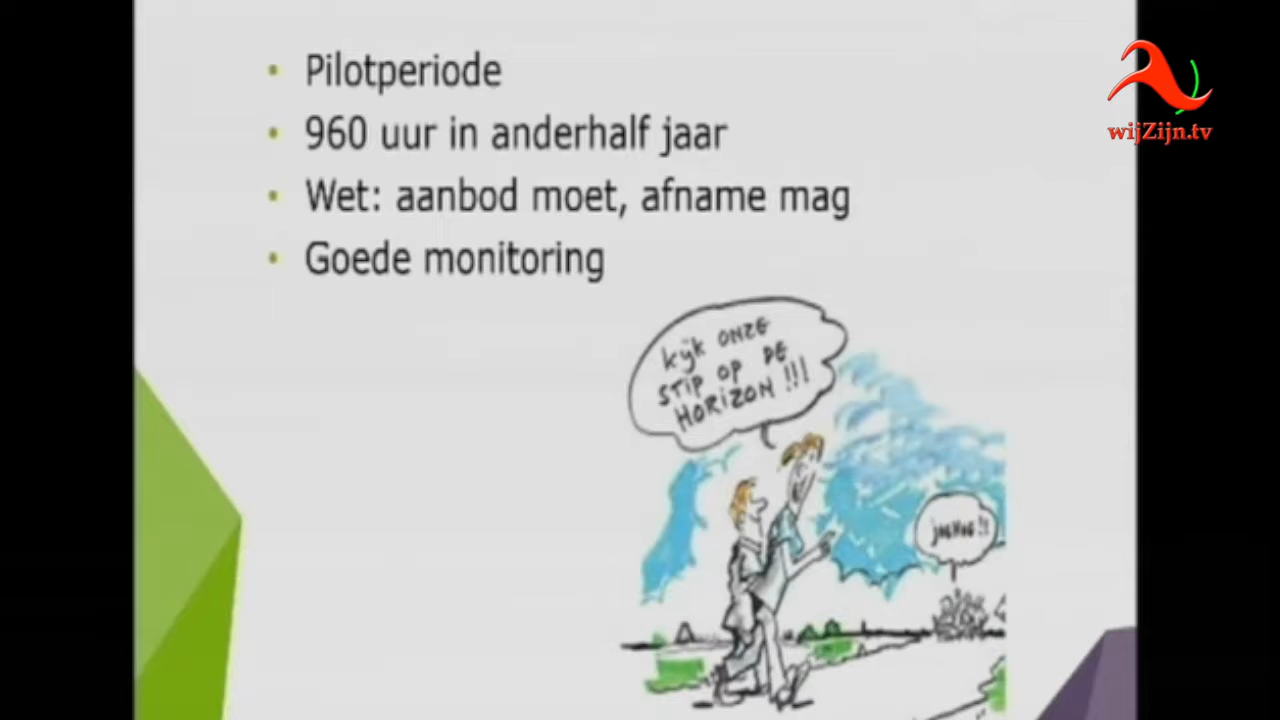 • Pilotperiode
• 960 uur in anderhalf jaar
• Wet: aanbod moet, afname mag
• Goede monitoring
kijk ONZE
STIP OP DE
HORIZON !!!
joehoe!!
wijZijn.tv